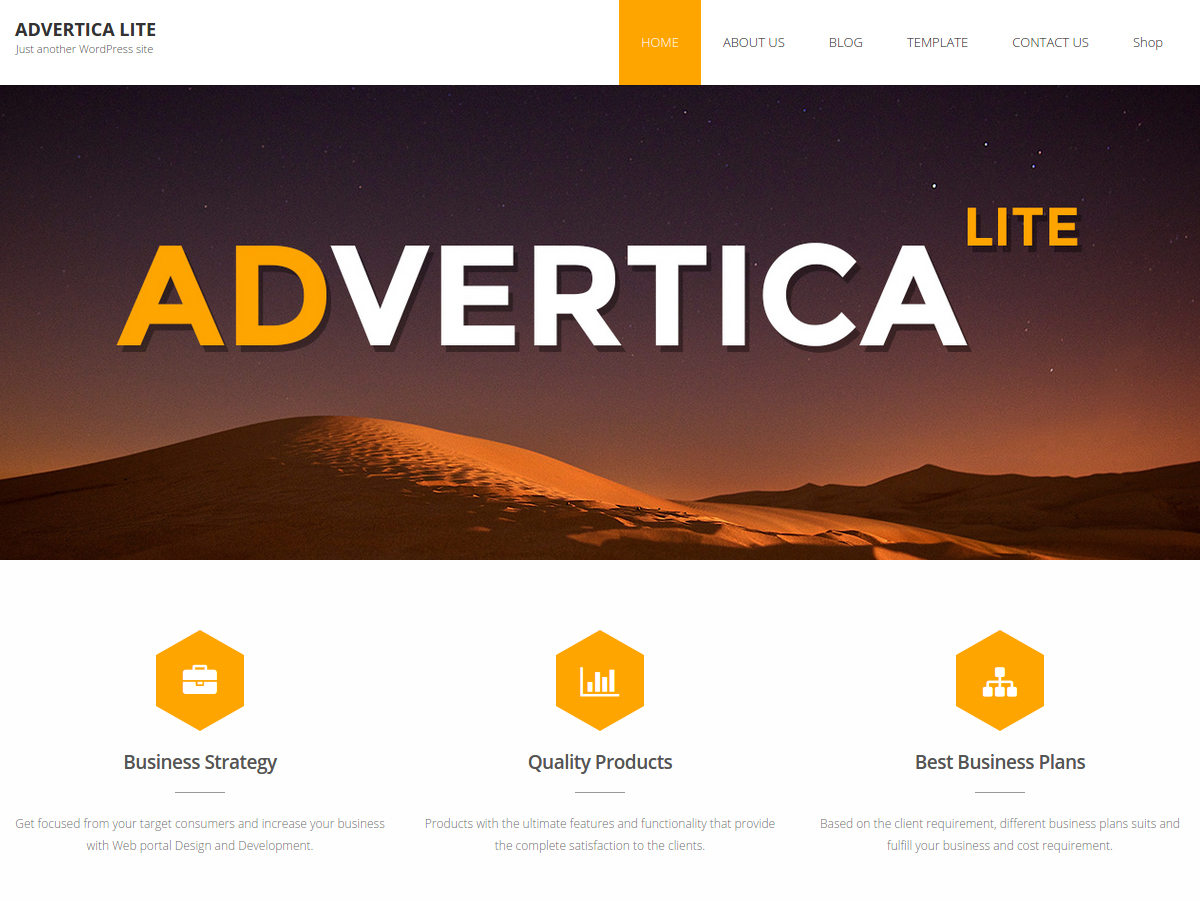 ADVERTICA LITE
Just another WordPress site
HOME ABOUT US BLOG TEMPLATE CONTACT US Shop
ADVERTICA LITE
Business Strategy
Get focused from your target consumers and increase your business
with Web portal Design and Development.
Quality Products
Products with the ultimate features and functionality that provide
the complete satisfaction to the clients.
Best Business Plans
Based on the client requirement, different business plans suits and
fulfill your business and cost requirement.